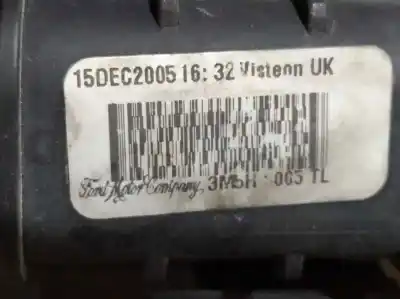 15DEC2005 16:32 Visteon UK
Ford Motor Company, 3M5H 005 TL